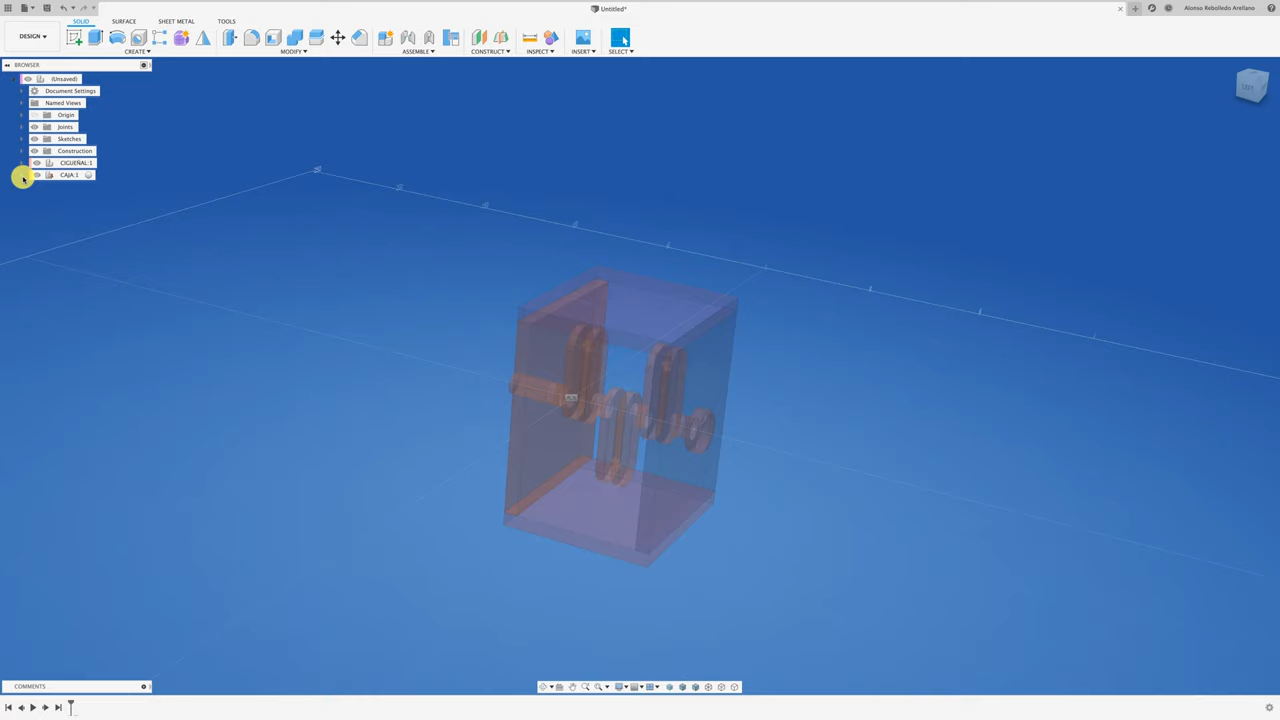 Untitled*
Alonso Rebolledo Arellano
DESIGN
SOLID
SURFACE
SHEET METAL
TOOLS
CREATE
MODIFY
ASSEMBLE
CONSTRUCT
INSPECT
INSERT
SELECT
BROWSER
(Unsaved)
Document Settings
Named Views
Origin
Joints
Sketches
Construction
CIGUEÑAL:1
CAJA:1
LEFT
COMMENTS